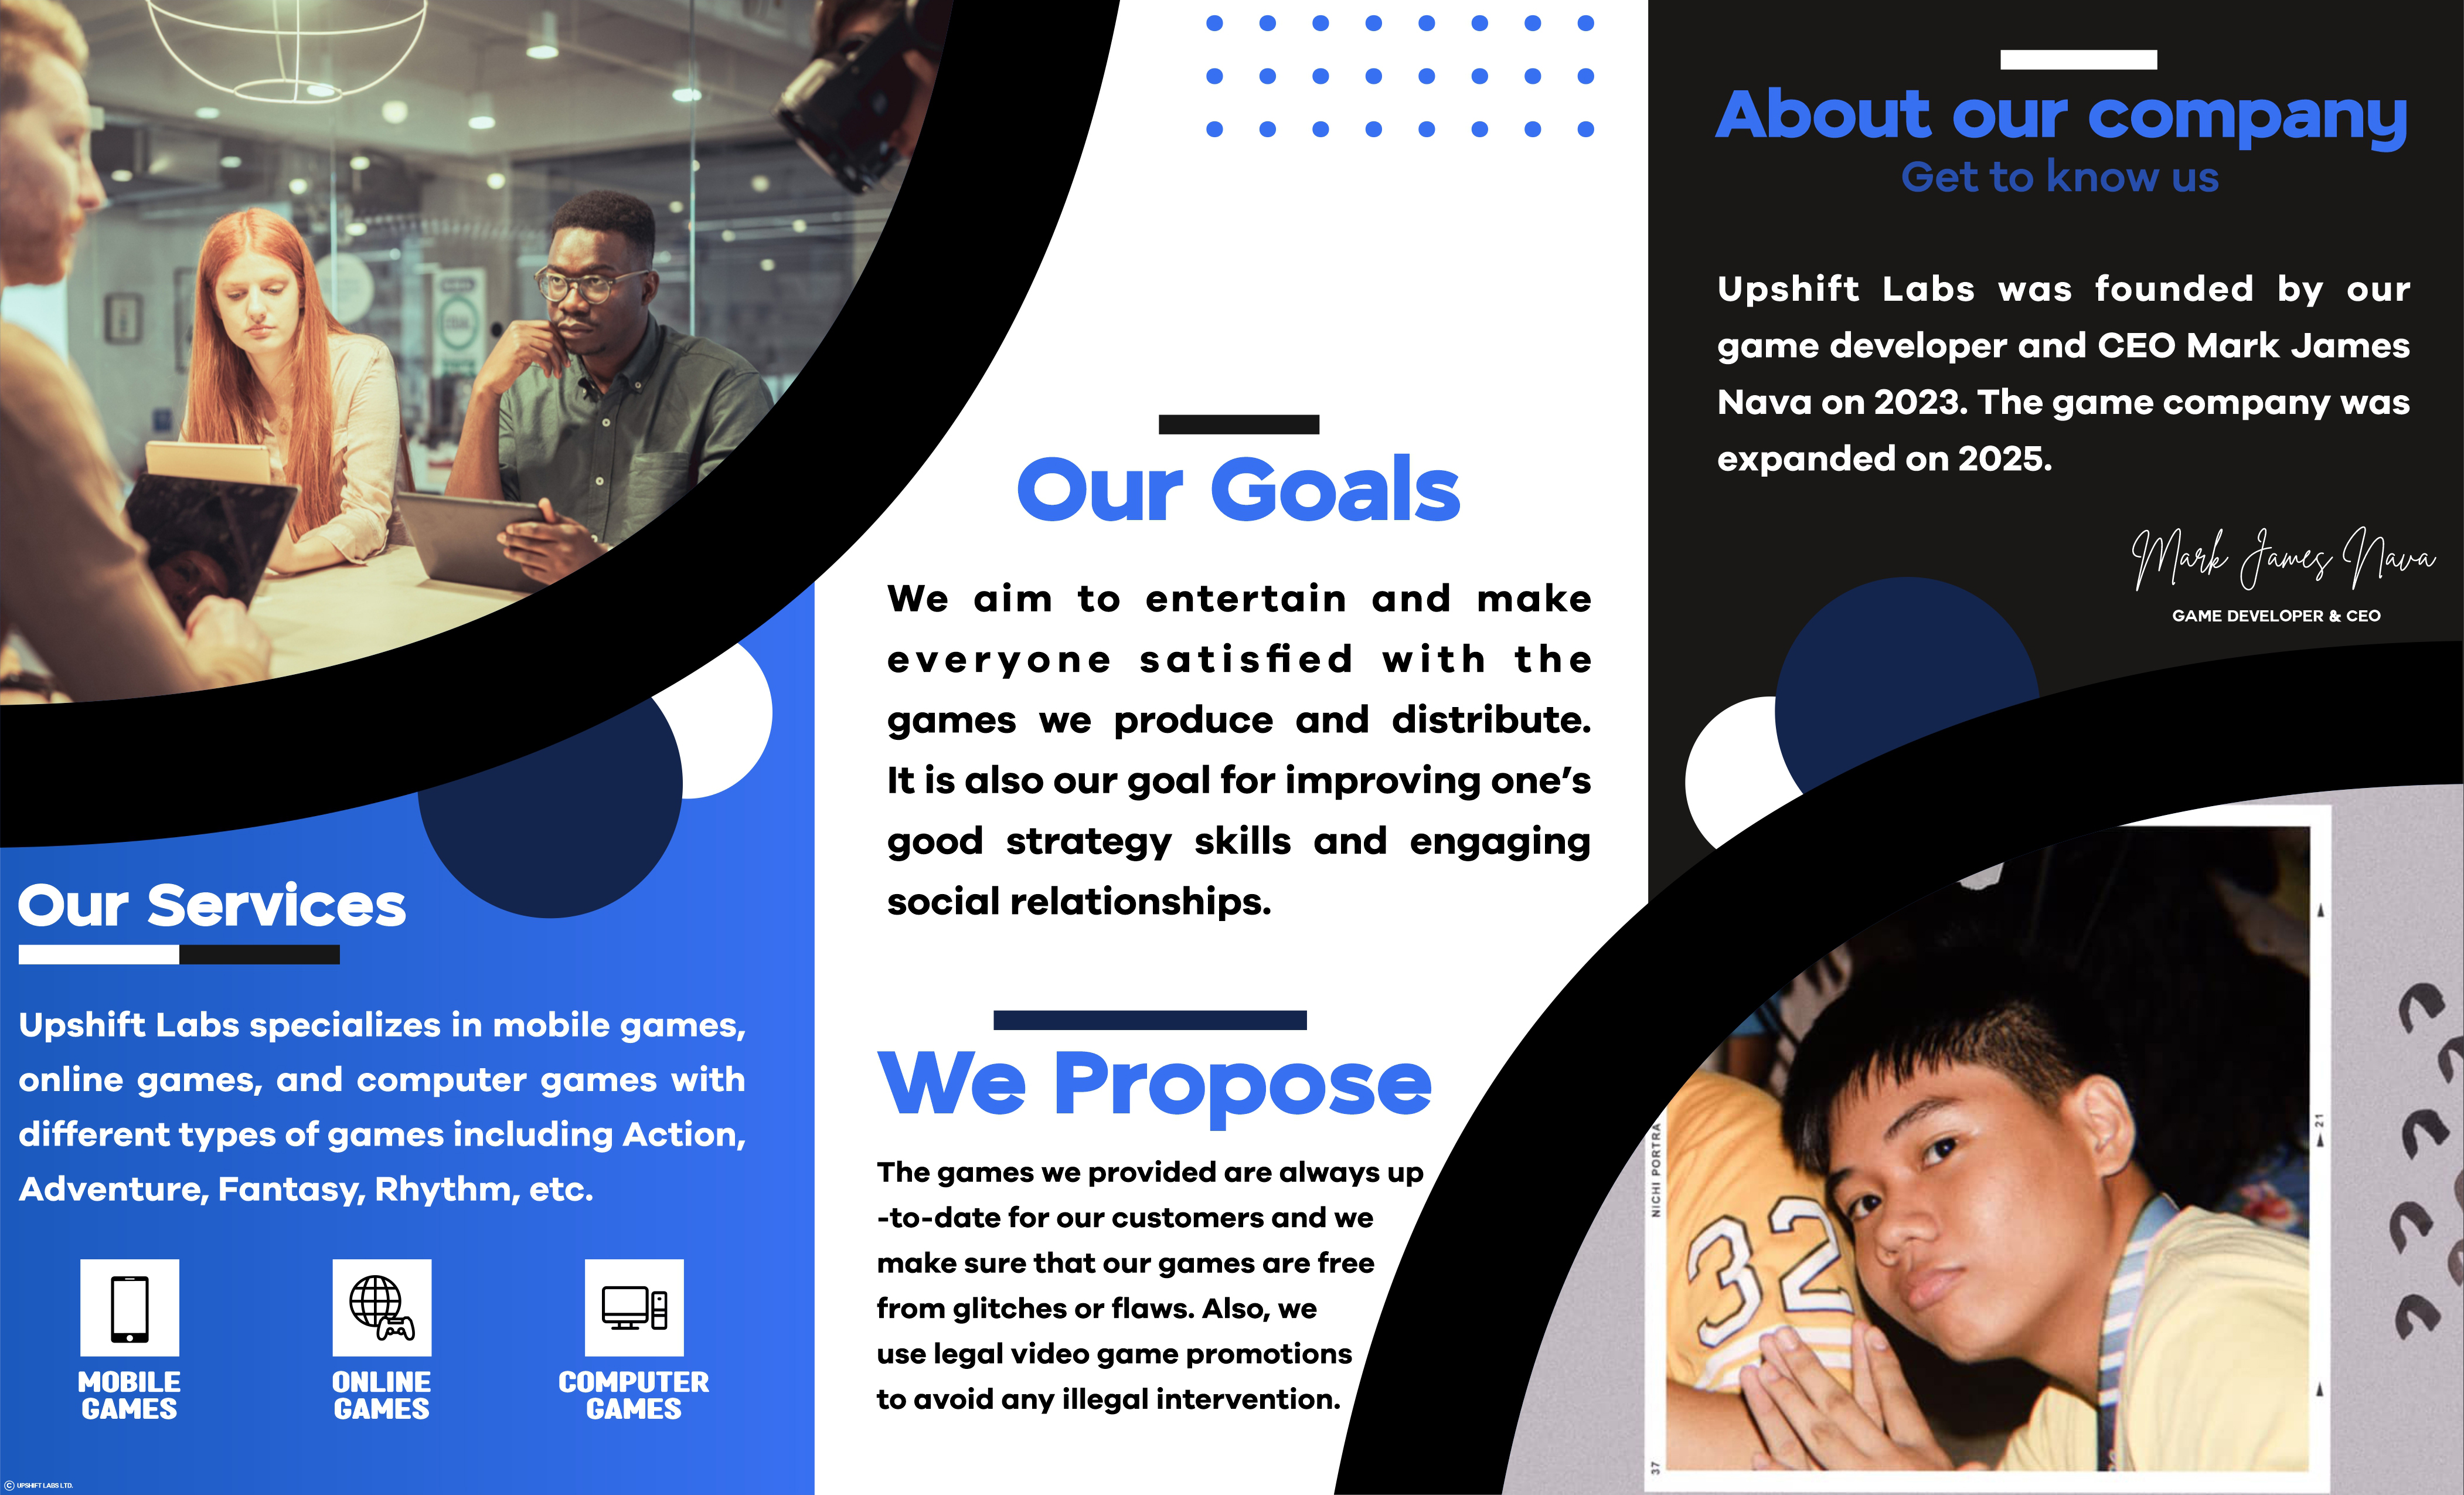 Our Services
Upshift Labs specializes in mobile games,
online games, and computer games with
different types of games including Action,
Adventure, Fantasy, Rhythm, etc.
MOBILE
GAMES
ONLINE
GAMES
COMPUTER
GAMES
© UPSHIFT LABS LTD.
Our Goals
We aim to entertain and make
everyone satisfied with the
games we produce and distribute.
It is also our goal for improving one’s
good strategy skills and engaging
social relationships.
We Propose
The games we provided are always up
-to-date for our customers and we
make sure that our games are free
from glitches or flaws. Also, we
use legal video game promotions
to avoid any illegal intervention.
About our company
Get to know us
Upshift Labs was founded by our
game developer and CEO Mark James
Nava on 2023. The game company was
expanded on 2025.
Mark James Nava
GAME DEVELOPER & CEO
NICHI PORTRA
32
21
37